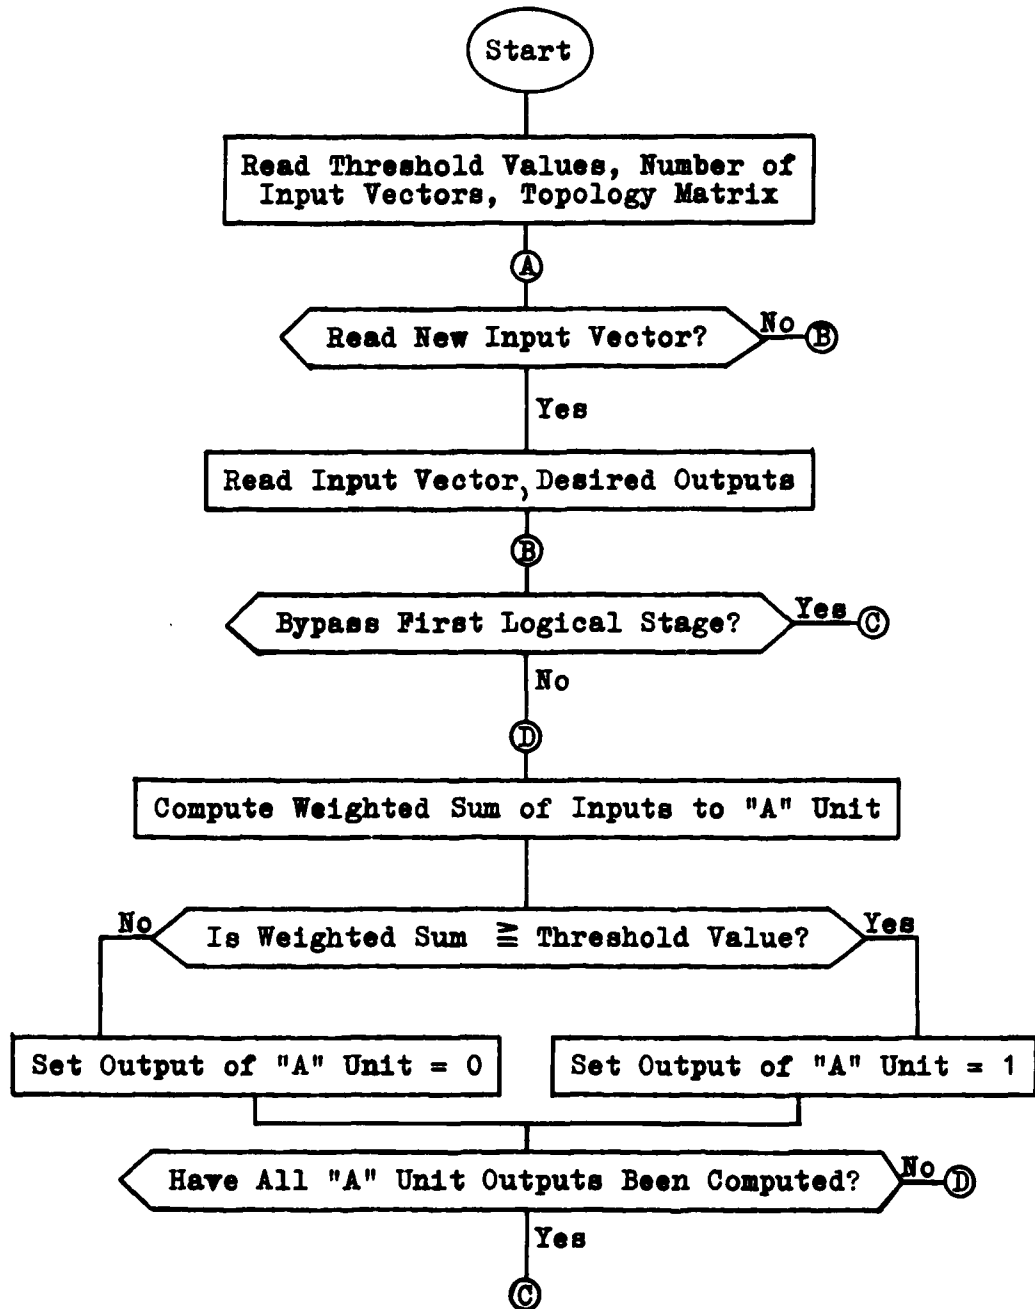 Start
Read Threshold Values, Number of
Input Vectors, Topology Matrix
A
Read New Input Vector?
No
B
Yes
Read Input Vector, Desired Outputs
B
Bypass First Logical Stage?
Yes
C
No
D
Compute Weighted Sum of Inputs to "A" Unit
No
Is Weighted Sum ≧ Threshold Value?
Yes
Set Output of "A" Unit = 0
Set Output of "A" Unit = 1
Have All "A" Unit Outputs Been Computed?
No
D
Yes
C